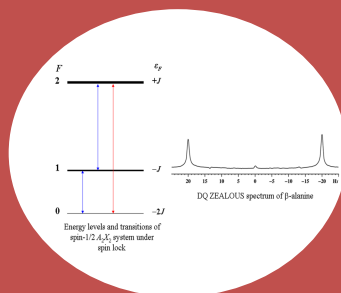 F ε_F
2 +J
1 −J
0 −2J
Energy levels and transitions of
spin-1/2 A₂X₂ system under
spin lock
20 15 10 5 0 −5 −10 −15 −20 Hz
DQ ZEALOUS spectrum of β-alanine